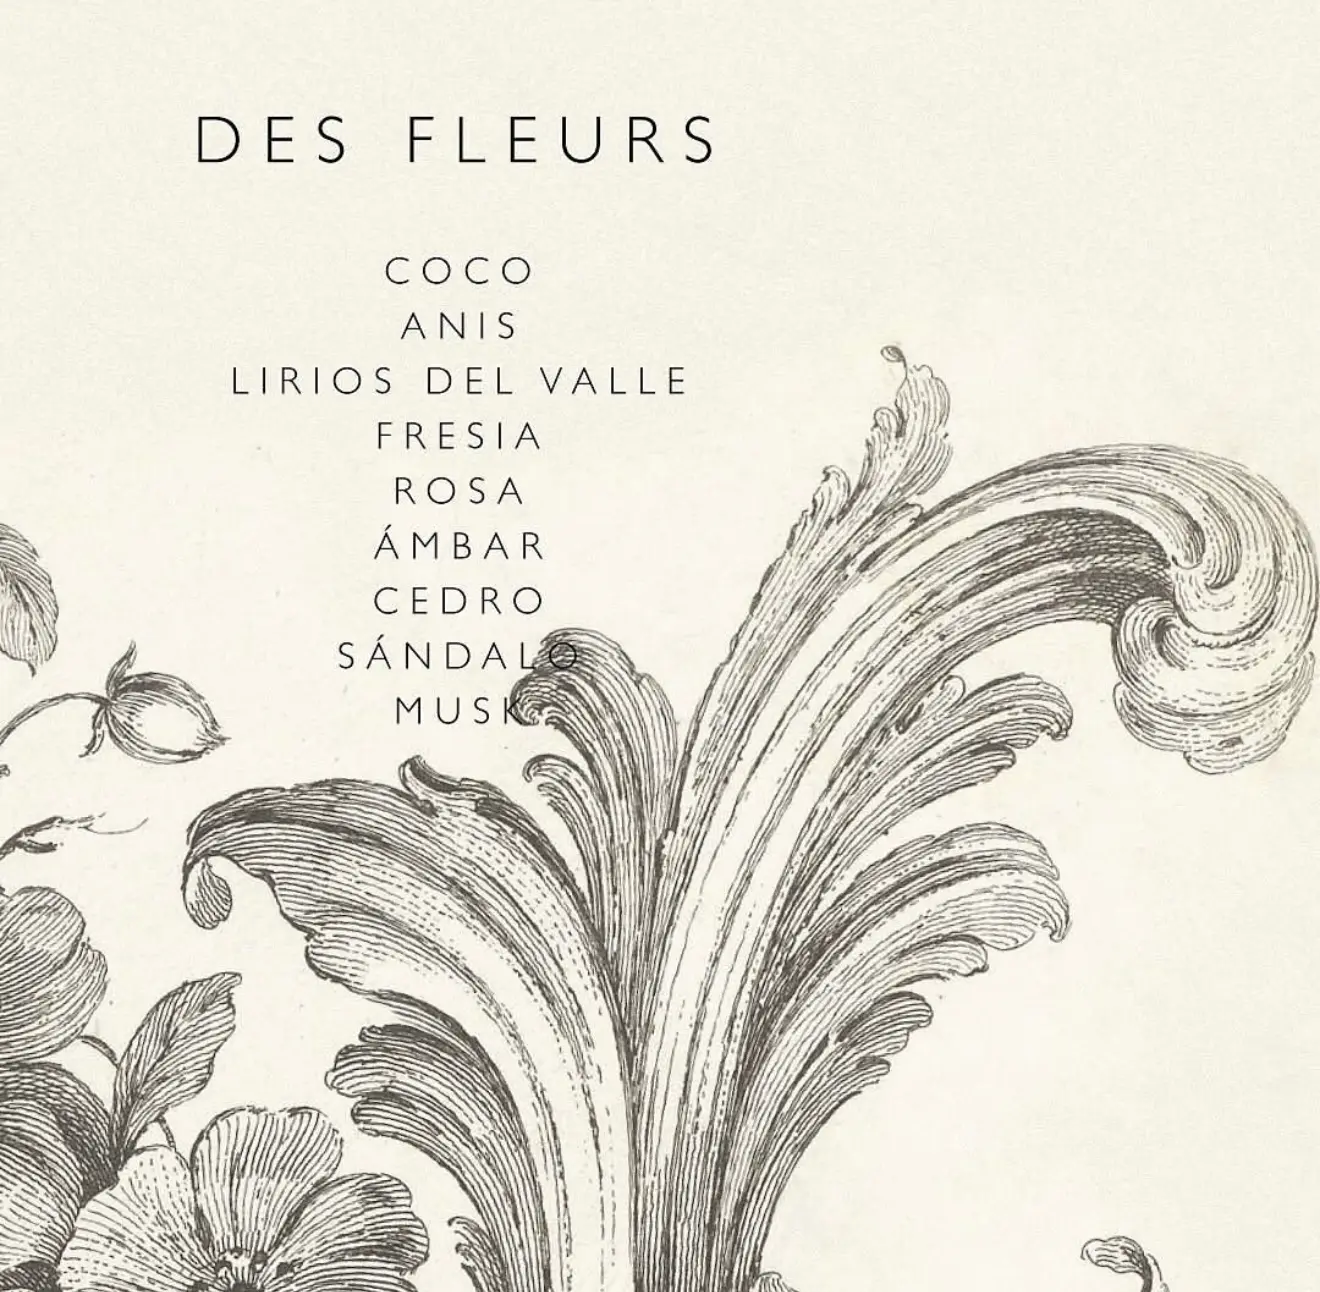 DES FLEURS
COCO
ANIS
LIRIOS DEL VALLE
FRESIA
ROSA
ÁMBAR
CEDRO
SÁNDALO
MUSK